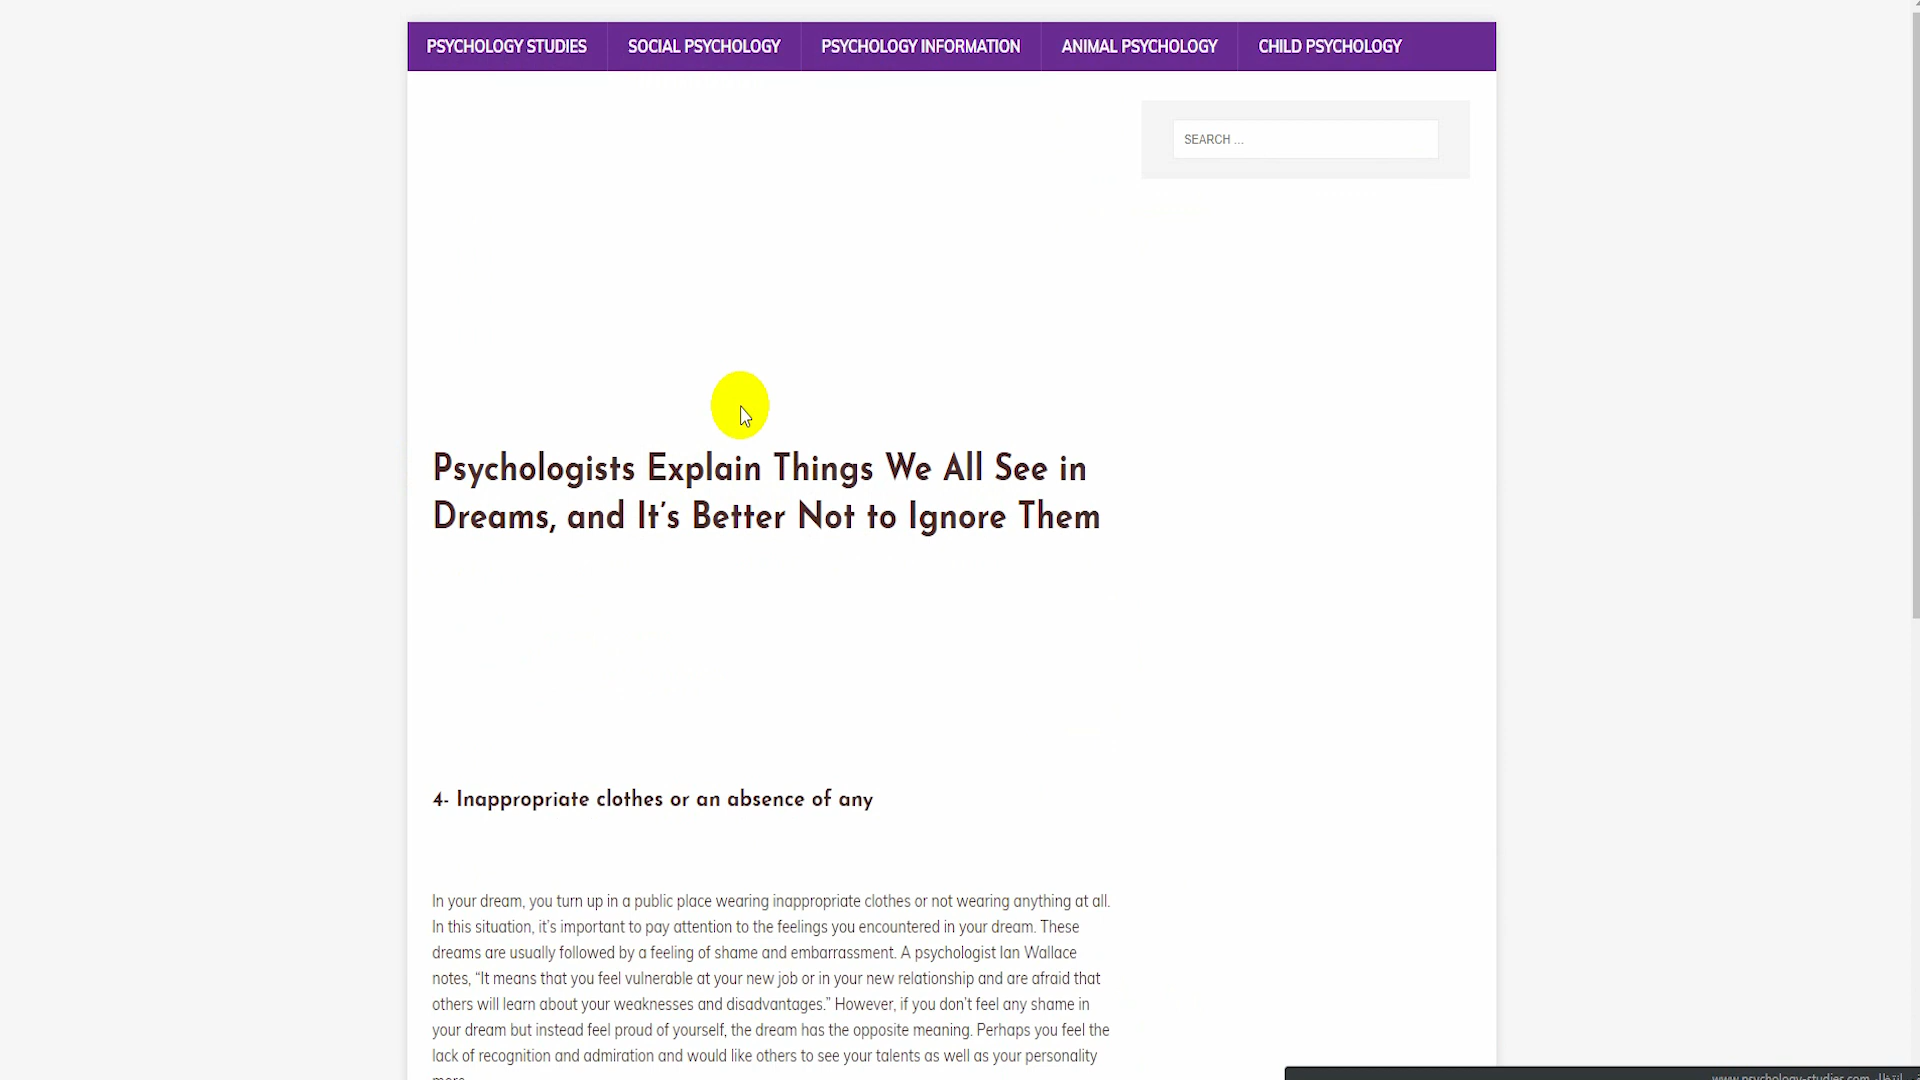 PSYCHOLOGY STUDIES
SOCIAL PSYCHOLOGY
PSYCHOLOGY INFORMATION
ANIMAL PSYCHOLOGY
CHILD PSYCHOLOGY
SEARCH ...
Psychologists Explain Things We All See in
Dreams, and It’s Better Not to Ignore Them
4- Inappropriate clothes or an absence of any
In your dream, you turn up in a public place wearing inappropriate clothes or not wearing anything at all.
In this situation, it’s important to pay attention to the feelings you encountered in your dream. These
dreams are usually followed by a feeling of shame and embarrassment. A psychologist Ian Wallace
notes, “It means that you feel vulnerable at your new job or in your new relationship and are afraid that
others will learn about your weaknesses and disadvantages.” However, if you don’t feel any shame in
your dream but instead feel proud of yourself, the dream has the opposite meaning. Perhaps you feel the
lack of recognition and admiration and would like others to see your talents as well as your personality
more
www.psychology-studies.com